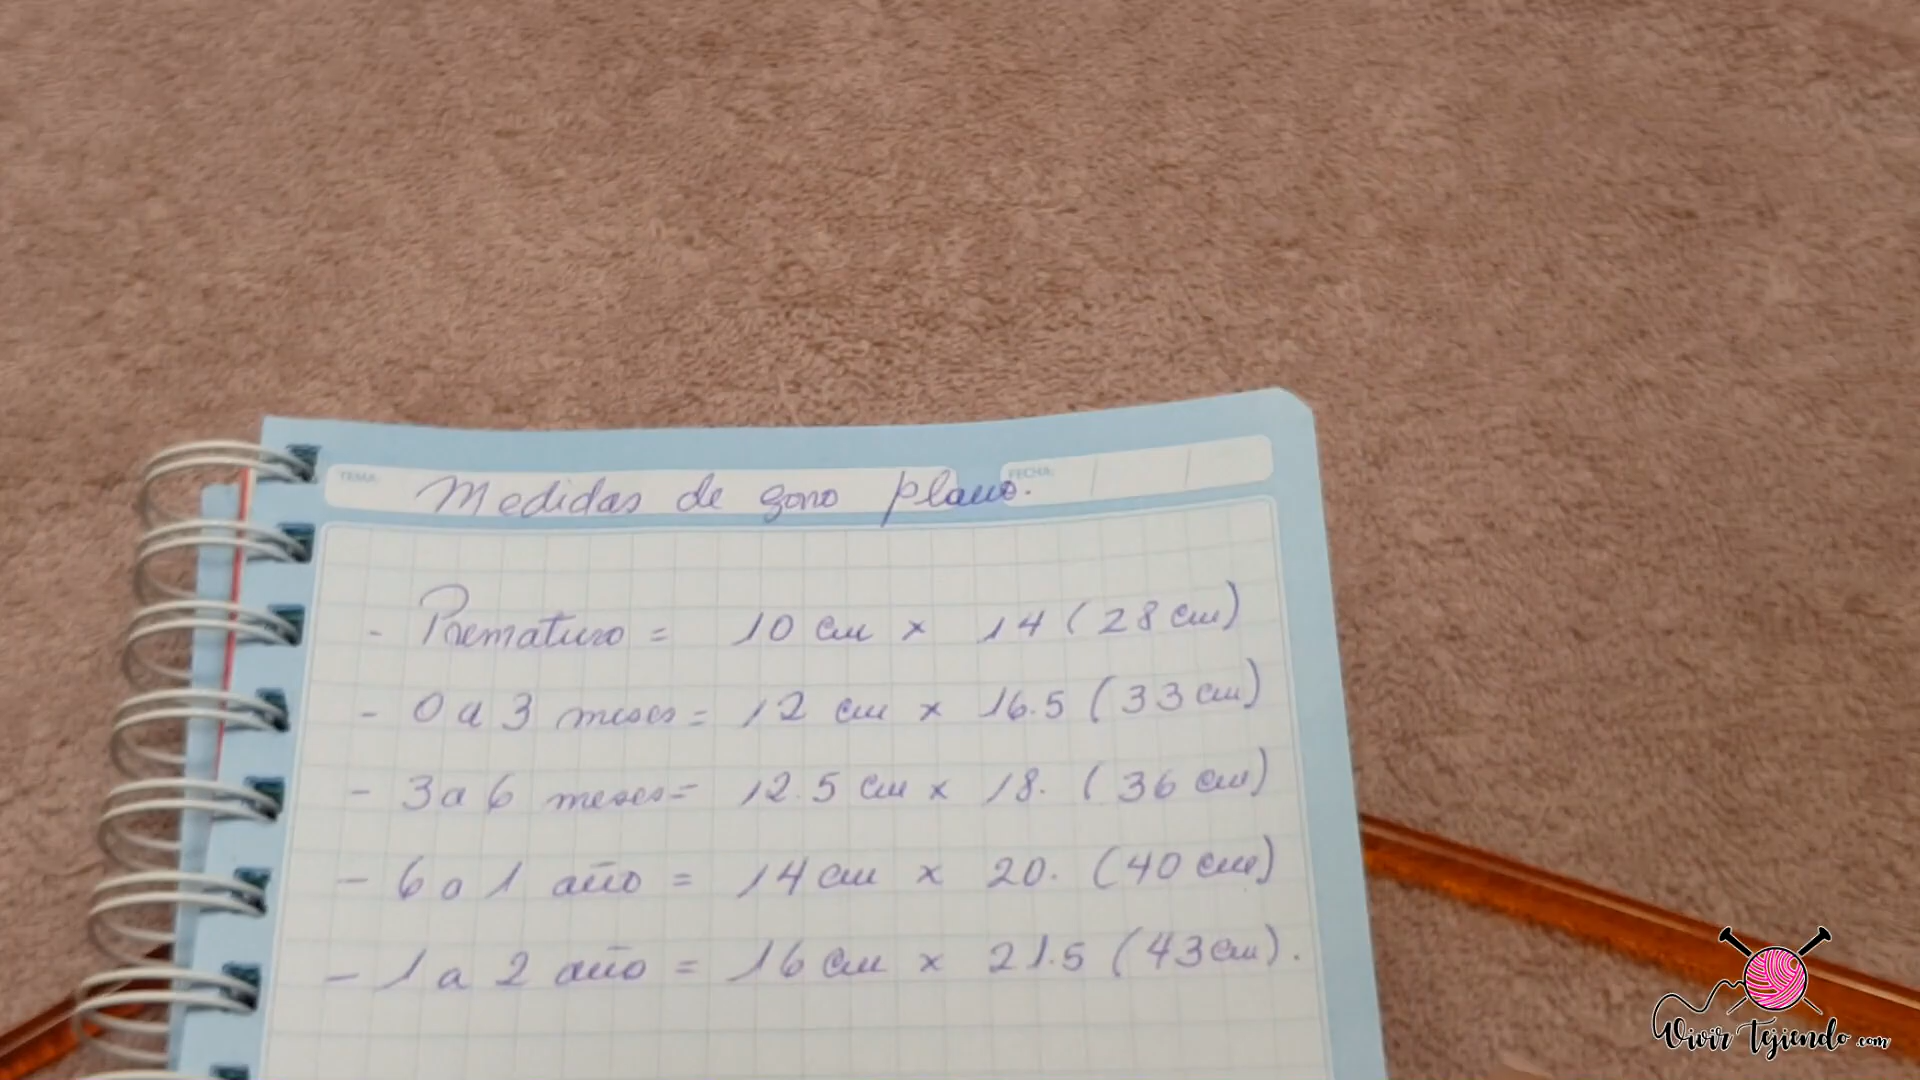 TEMA:
FECHA:
Medidas de gorro plano.
- Prematuro = 10 cm x 14 (28 cm)
- 0 a 3 meses = 12 cm x 16.5 (33 cm)
- 3 a 6 meses = 12.5 cm x 18. (36 cm)
- 6 a 1 año = 14 cm x 20. (40 cm)
- 1 a 2 año = 16 cm x 21.5 (43 cm).
Vivir Tejiendo .com